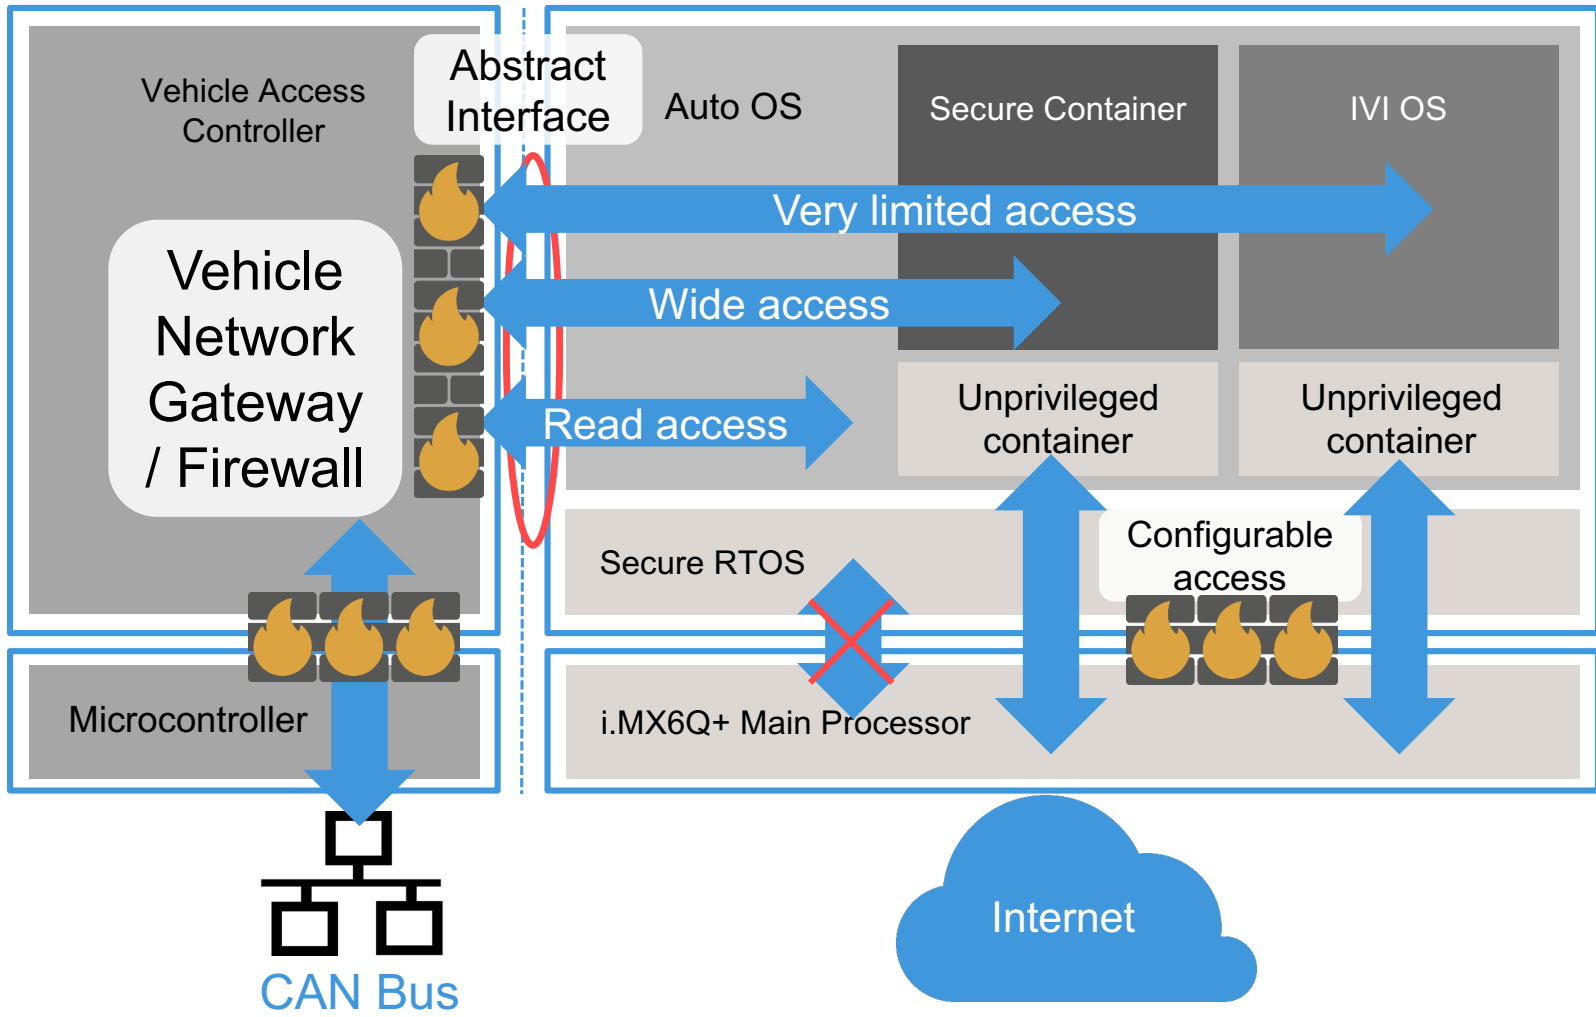 Vehicle Access
Controller
Abstract
Interface
Auto OS
Secure Container
IVI OS
Very limited access
Vehicle
Network
Gateway
/ Firewall
Wide access
Read access
Unprivileged
container
Unprivileged
container
Secure RTOS
Configurable
access
Microcontroller
i.MX6Q+ Main Processor
CAN Bus
Internet